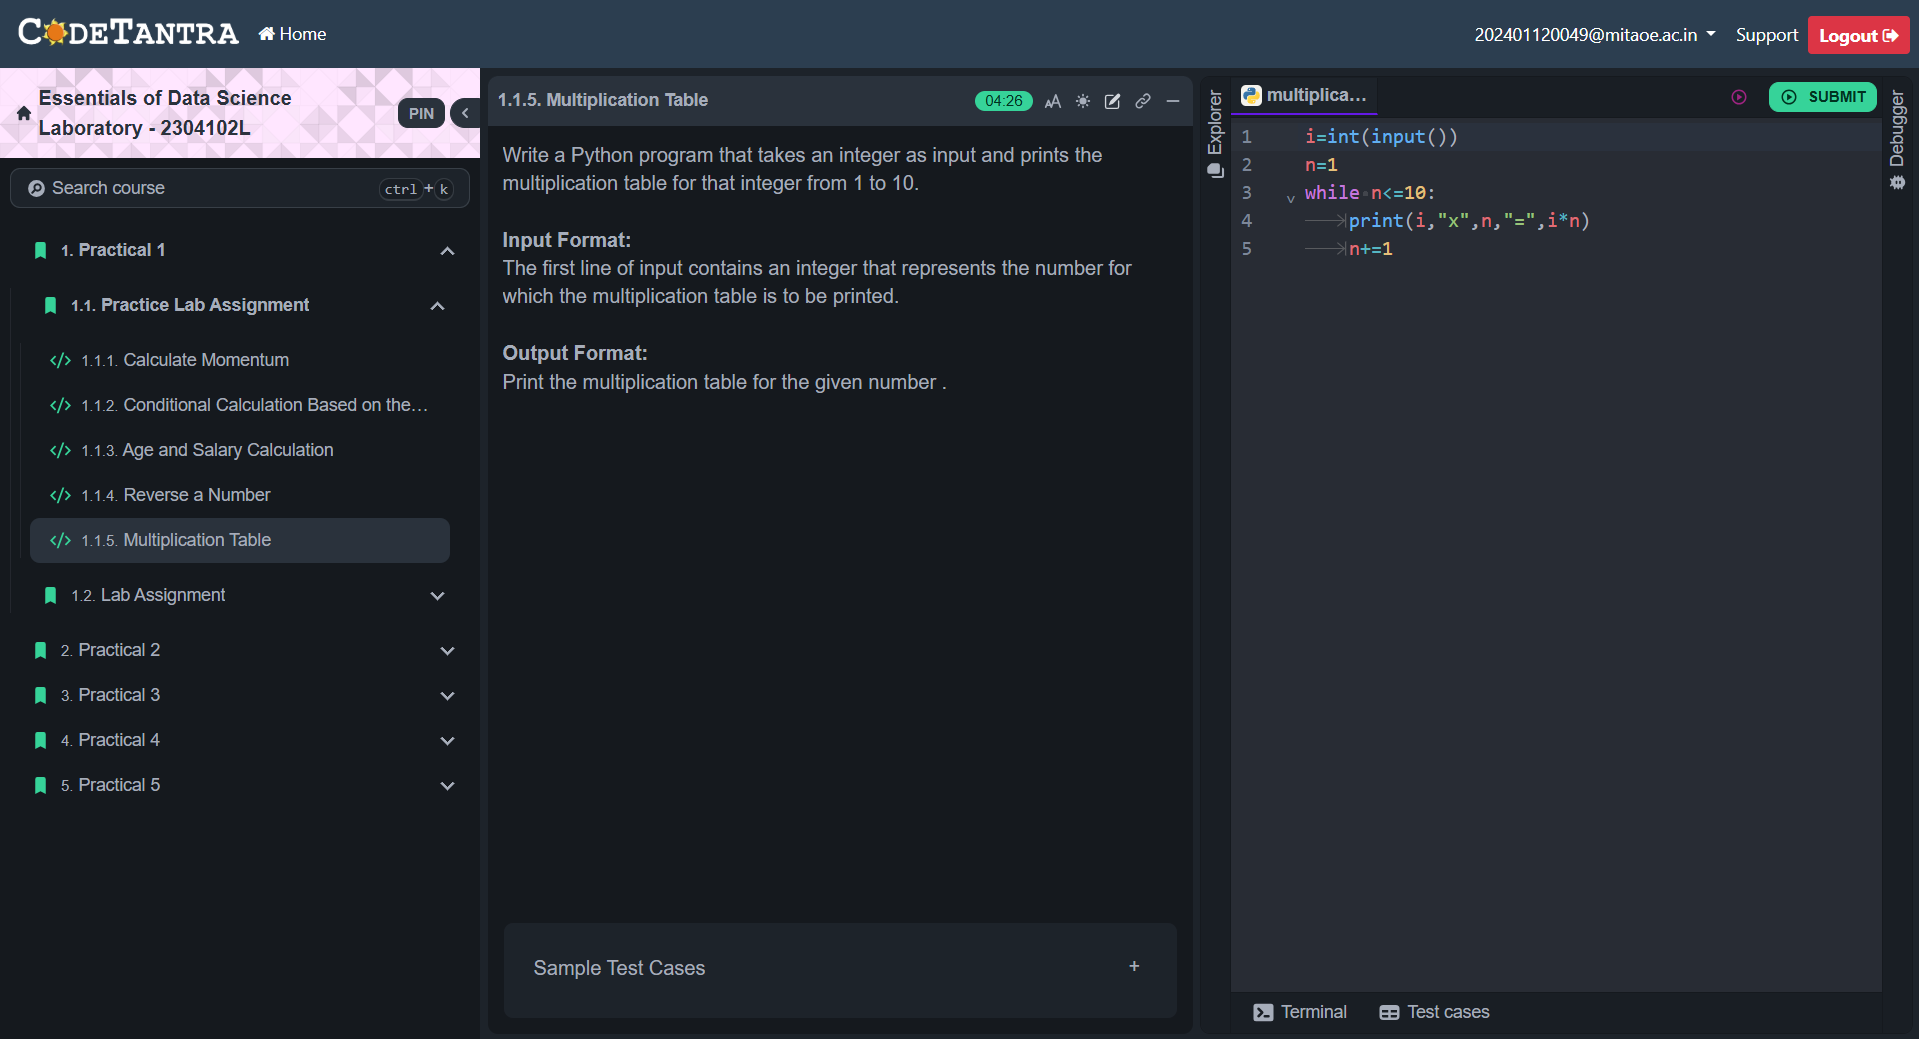 CODETANTRA Home 202401120049@mitaoe.ac.in Support Logout
Essentials of Data Science
Laboratory - 2304102L
PIN
Search course ctrl + k
1. Practical 1
1.1. Practice Lab Assignment
1.1.1. Calculate Momentum
1.1.2. Conditional Calculation Based on the...
1.1.3. Age and Salary Calculation
1.1.4. Reverse a Number
1.1.5. Multiplication Table
1.2. Lab Assignment
2. Practical 2
3. Practical 3
4. Practical 4
5. Practical 5
1.1.5. Multiplication Table 04:26 AA
Write a Python program that takes an integer as input and prints the
multiplication table for that integer from 1 to 10.
Input Format:
The first line of input contains an integer that represents the number for
which the multiplication table is to be printed.
Output Format:
Print the multiplication table for the given number .
Sample Test Cases +
Explorer
multiplica... SUBMIT
1 i=int(input())
2 n=1
3 while n<=10:
4 print(i,"x",n,"=",i*n)
5 n+=1
Terminal Test cases
Debugger